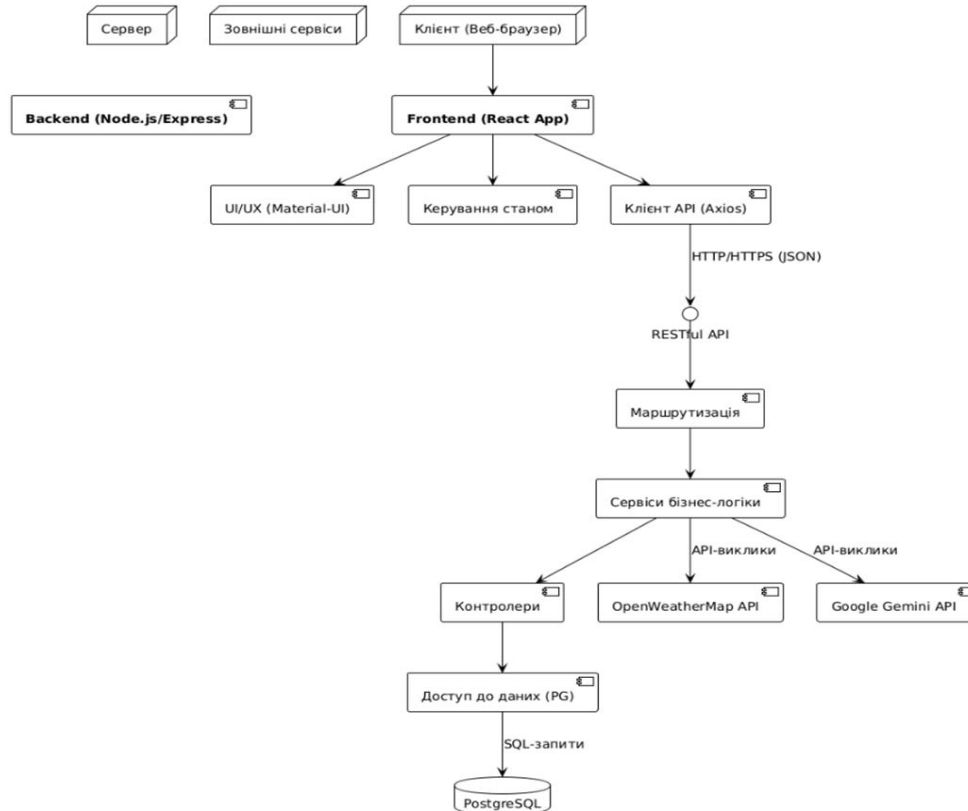 Сервер
Зовнішні сервіси
Клієнт (Веб-браузер)
Backend (Node.js/Express)
Frontend (React App)
UI/UX (Material-UI)
Керування станом
Клієнт API (Axios)
HTTP/HTTPS (JSON)
RESTful API
Маршрутизація
Сервіси бізнес-логіки
API-виклики
API-виклики
Контролери
OpenWeatherMap API
Google Gemini API
Доступ до даних (PG)
SQL-запити
PostgreSQL